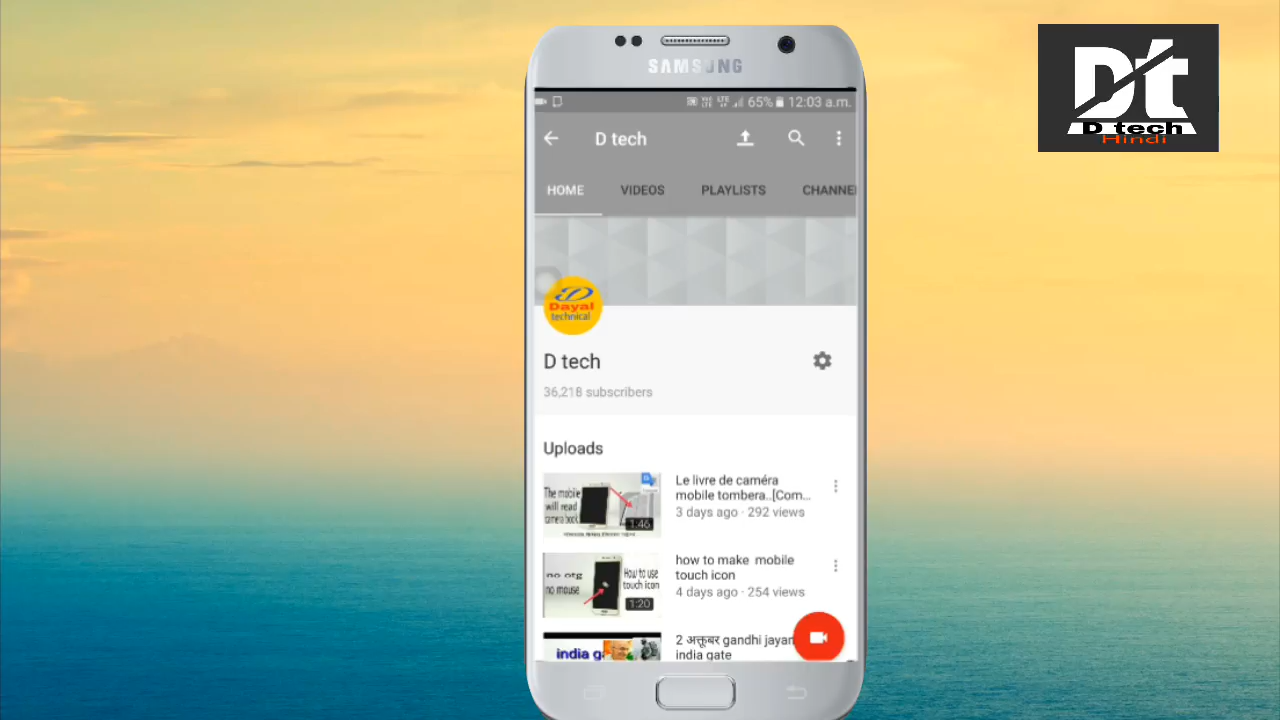 SAMSUNG
65% 12:03 a.m.
D tech
HOME VIDEOS PLAYLISTS CHANNE
Dayal
technical
D tech
36,218 subscribers
Uploads
The mobile
will read
camera book
1:46
Le livre de caméra
mobile tombera..[Com...
3 days ago · 292 views
no otg
no mouse
How to use
touch icon
1:20
how to make mobile
touch icon
4 days ago · 254 views
india g
2 अक्तूबर gandhi jayan
india gate
Dt
D tech
Hindi